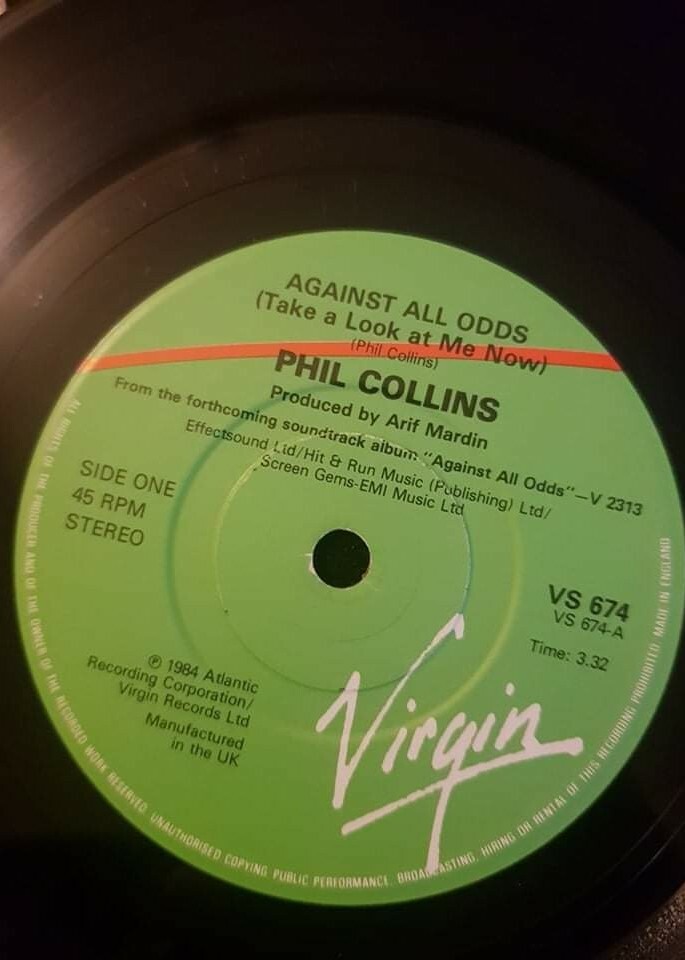 AGAINST ALL ODDS
(Take a Look at Me Now)
(Phil Collins)
PHIL COLLINS
Produced by Arif Mardin
From the forthcoming soundtrack album "Against All Odds"—V 2313
Effectsound Ltd/Hit & Run Music (Publishing) Ltd/
Screen Gems-EMI Music Ltd
SIDE ONE
45 RPM
STEREO
VS 674
VS 674-A
Time: 3.32
℗ 1984 Atlantic
Recording Corporation/
Virgin Records Ltd
Manufactured
in the UK
Virgin
ALL RIGHTS OF THE PRODUCER AND OF THE OWNER OF THE RECORDED WORK RESERVED. UNAUTHORISED COPYING, PUBLIC PERFORMANCE, BROADCASTING, HIRING OR RENTAL OF THIS RECORDING PROHIBITED. MADE IN ENGLAND